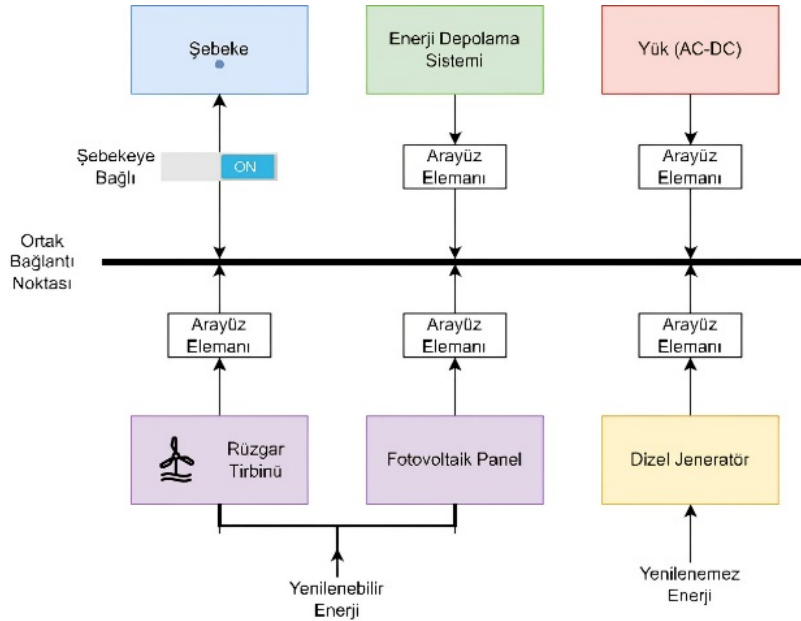 Şebeke
Enerji Depolama
Sistemi
Yük (AC-DC)
Şebekeye
Bağlı
ON
Arayüz
Elemanı
Arayüz
Elemanı
Ortak
Bağlantı
Noktası
Arayüz
Elemanı
Arayüz
Elemanı
Arayüz
Elemanı
Rüzgar
Tirbinü
Fotovoltaik Panel
Dizel Jeneratör
Yenilenebilir
Enerji
Yenilenemez
Enerji